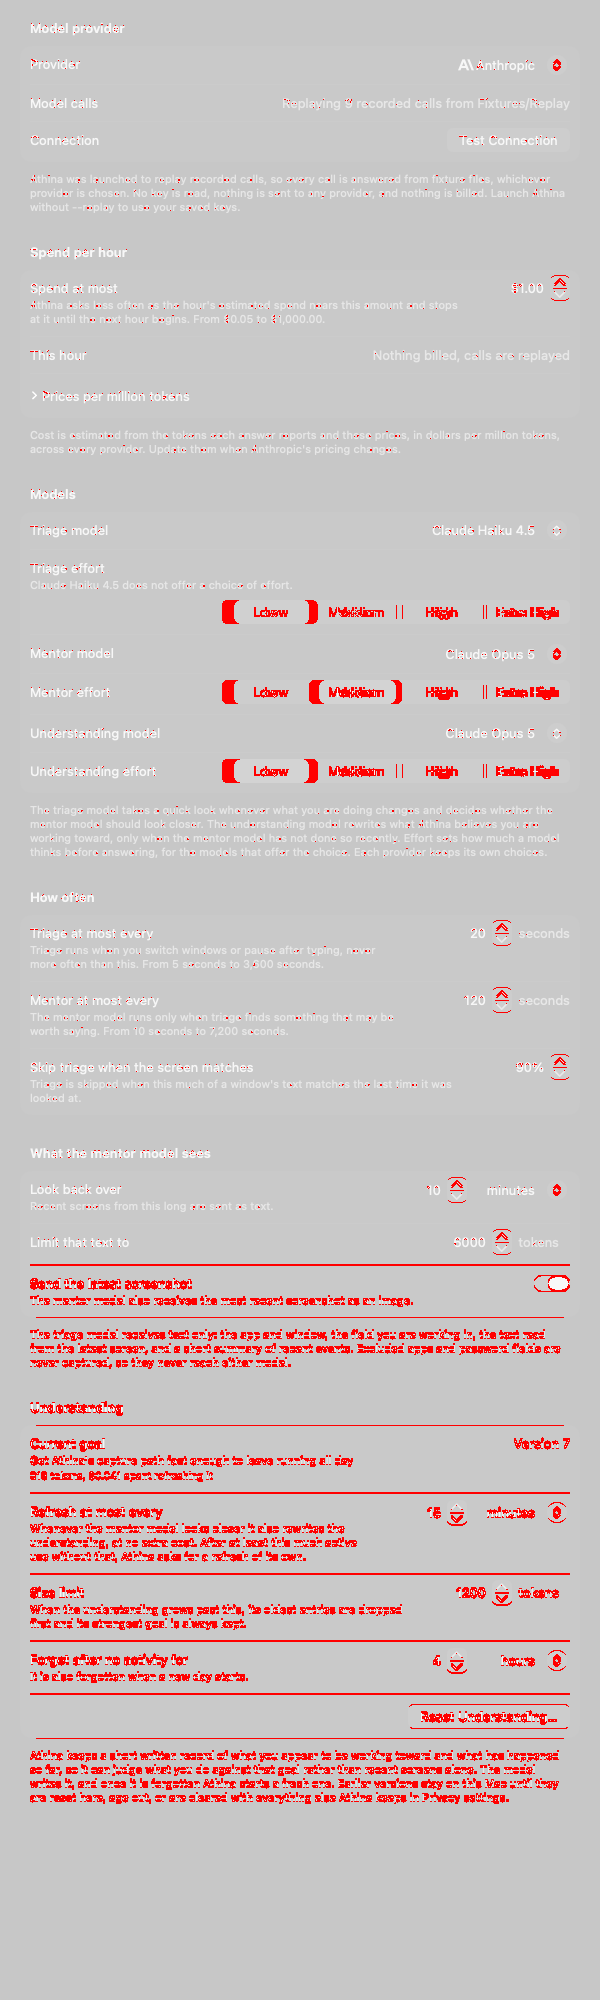 Model provider
Provider
Anthropic
Model calls
Replaying 9 recorded calls from Fixtures/Replay
Connection
Test Connection
Athina was launched to replay recorded calls, so every call is answered from fixture files, whichever
provider is chosen. No key is read, nothing is sent to any provider, and nothing is billed. Launch Athina
without --replay to use your saved keys.
Spend per hour
Spend at most
$1.00
Athina asks less often as the hour's estimated spend nears this amount and stops
at it until the next hour begins. From $0.05 to $1,000.00.
This hour
Nothing billed, calls are replayed
Prices per million tokens
Cost is estimated from the tokens each answer reports and these prices, in dollars per million tokens,
across every provider. Update them when Anthropic's pricing changes.
Models
Triage model
Claude Haiku 4.5
Triage effort
Claude Haiku 4.5 does not offer a choice of effort.
Low
Medium
High
Extra High
Mentor model
Claude Opus 5
Mentor effort
Low
Medium
High
Extra High
Understanding model
Claude Opus 5
Understanding effort
Low
Medium
High
Extra High
The triage model takes a quick look whenever what you are doing changes and decides whether the
mentor model should look closer. The understanding model rewrites what Athina believes you are
working toward, only when the mentor model has not done so recently. Effort sets how much a model
thinks before answering, for the models that offer the choice. Each provider keeps its own choices.
How often
Triage at most every
20
seconds
Triage runs when you switch windows or pause after typing, never
more often than this. From 5 seconds to 3,600 seconds.
Mentor at most every
120
seconds
The mentor model runs only when triage finds something that may be
worth saying. From 10 seconds to 7,200 seconds.
Skip triage when the screen matches
90%
Triage is skipped when this much of a window's text matches the last time it was
looked at.
What the mentor model sees
Look back over
10
minutes
Recent screens from this long are sent as text.
Limit that text to
6000
tokens
Send the latest screenshot
The mentor model also receives the most recent screenshot as an image.
The triage model receives text only: the app and window, the field you are working in, the text read
from the latest screen, and a short summary of recent events. Excluded apps and password fields are
never captured, so they never reach either model.
Understanding
Current goal
Version 7
Get Athina's capture path fast enough to leave running all day
tokens, $0.041 spent refreshing it
Refresh at most every
15
minutes
Whenever the mentor model looks closer it also rewrites the
understanding, at no extra cost. After at least this much active
use without that, Athina asks for a refresh of its own.
Size limit
1200
tokens
When the understanding grows past this, its oldest entries are dropped
first and its strongest goal is always kept.
Forget after no activity for
4
hours
It is also forgotten when a new day starts.
Reset Understanding...
Athina keeps a short written record of what you appear to be working toward and what has happened
so far, so it can judge what you do against that goal rather than recent screens alone. The model
writes it, and once it is forgotten Athina starts a fresh one. Earlier versions stay on this Mac until they
are reset here, age out, or are cleared with everything else Athina keeps in Privacy settings.